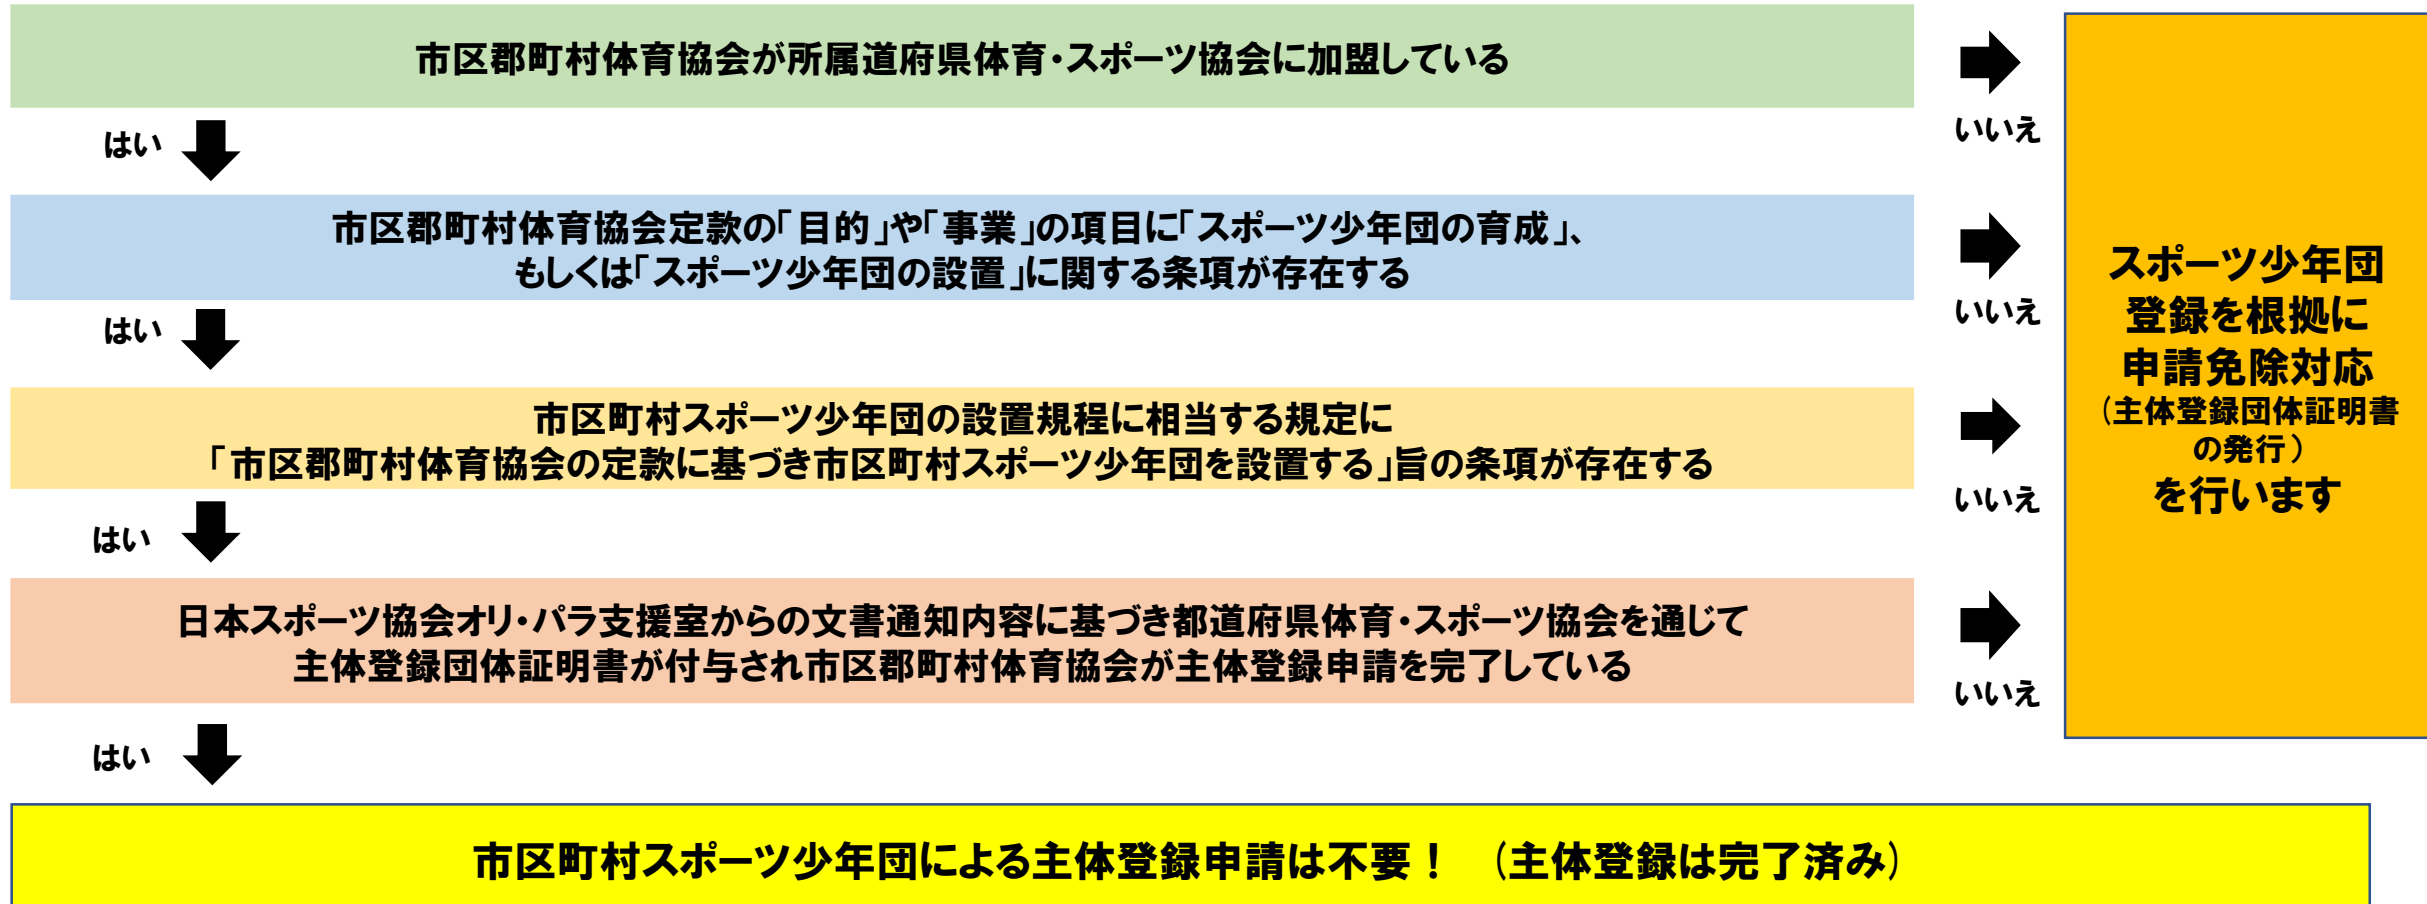 市区郡町村体育協会が所属道府県体育・スポーツ協会に加盟している
いいえ
はい
市区郡町村体育協会定款の「目的」や「事業」の項目に「スポーツ少年団の育成」、
もしくは「スポーツ少年団の設置」に関する条項が存在する
いいえ
はい
市区町村スポーツ少年団の設置規程に相当する規定に
「市区郡町村体育協会の定款に基づき市区町村スポーツ少年団を設置する」旨の条項が存在する
いいえ
はい
日本スポーツ協会オリ・パラ支援室からの文書通知内容に基づき都道府県体育・スポーツ協会を通じて
主体登録団体証明書が付与され市区郡町村体育協会が主体登録申請を完了している
いいえ
はい
スポーツ少年団
登録を根拠に
申請免除対応
（主体登録団体証明書
の発行）
を行います
市区町村スポーツ少年団による主体登録申請は不要！ （主体登録は完了済み）